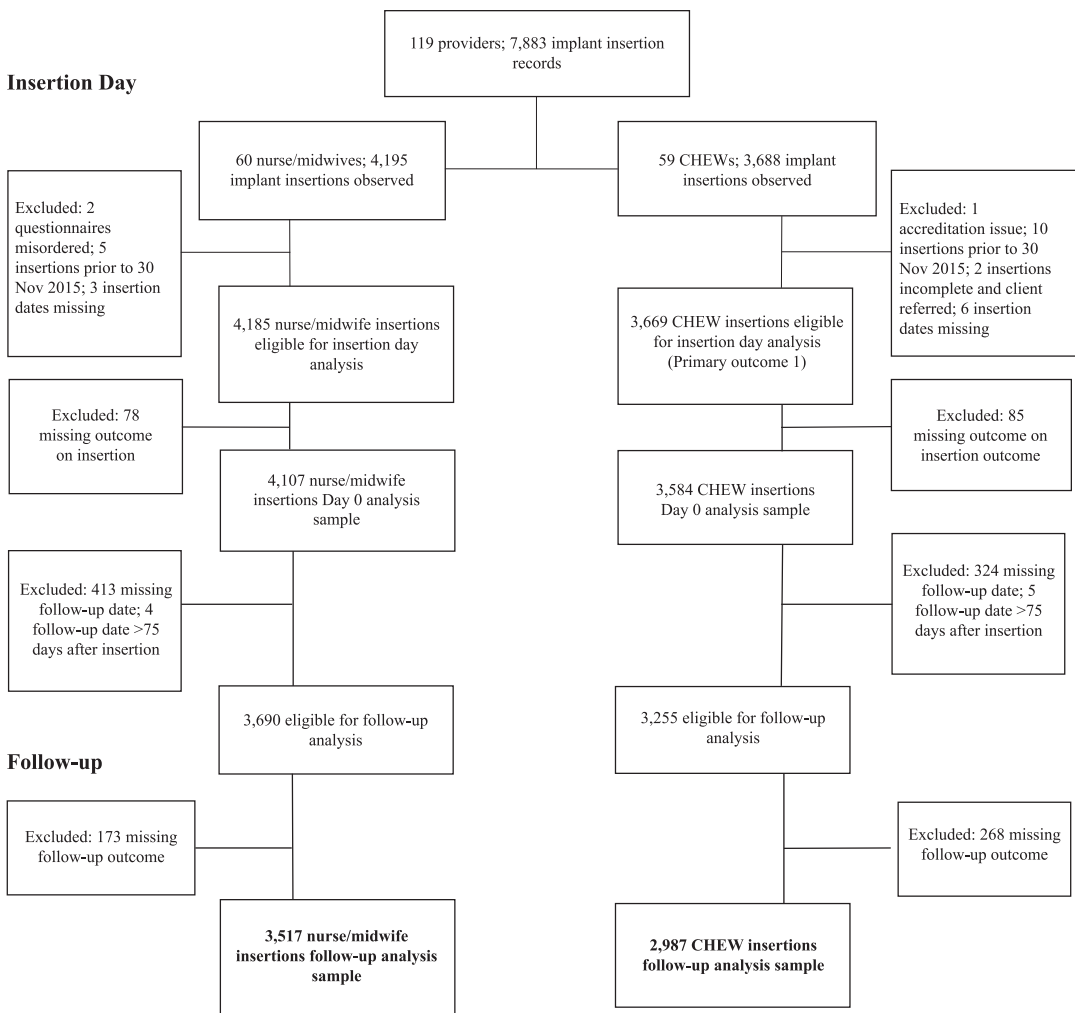 119 providers; 7,883 implant insertion
records
Insertion Day
60 nurse/midwives; 4,195
implant insertions observed
59 CHEWs; 3,688 implant
insertions observed
Excluded: 2
questionnaires
misordered; 5
insertions prior to 30
Nov 2015; 3 insertion
dates missing
Excluded: 1
accreditation issue; 10
insertions prior to 30
Nov 2015; 2 insertions
incomplete and client
referred; 6 insertion
dates missing
4,185 nurse/midwife insertions
eligible for insertion day
analysis
3,669 CHEW insertions eligible
for insertion day analysis
(Primary outcome 1)
Excluded: 78
missing outcome
on insertion
Excluded: 85
missing outcome on
insertion outcome
4,107 nurse/midwife
insertions Day 0 analysis
sample
3,584 CHEW insertions
Day 0 analysis sample
Excluded: 413 missing
follow-up date; 4
follow-up date >75
days after insertion
Excluded: 324 missing
follow-up date; 5
follow-up date >75
days after insertion
3,690 eligible for follow-up
analysis
3,255 eligible for follow-up
analysis
Follow-up
Excluded: 173 missing
follow-up outcome
Excluded: 268 missing
follow-up outcome
3,517 nurse/midwife
insertions follow-up analysis
sample
2,987 CHEW insertions
follow-up analysis sample